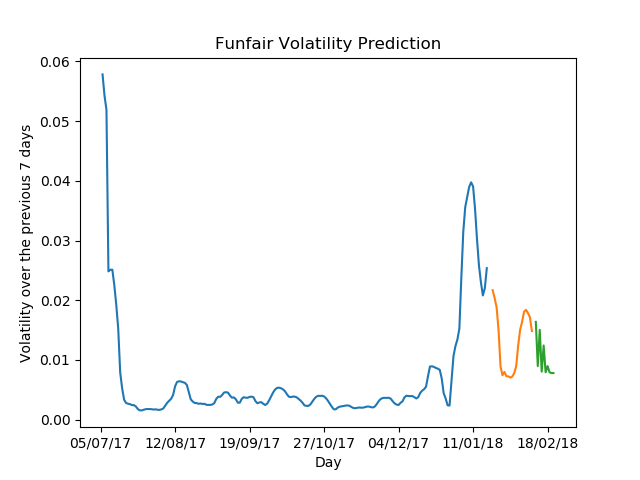 Funfair Volatility Prediction
Volatility over the previous 7 days
0.06
0.05
0.04
0.03
0.02
0.01
0.00
05/07/17 12/08/17 19/09/17 27/10/17 04/12/17 11/01/18 18/02/18
Day